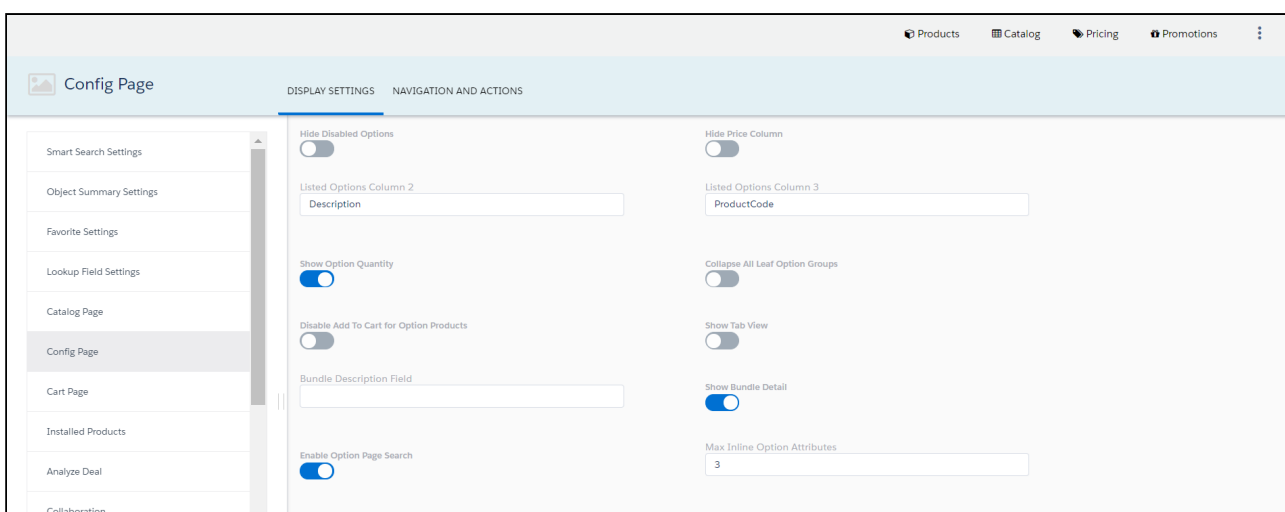 Products Catalog Pricing Promotions
Config Page
DISPLAY SETTINGS NAVIGATION AND ACTIONS
Smart Search Settings
Object Summary Settings
Favorite Settings
Lookup Field Settings
Catalog Page
Config Page
Cart Page
Installed Products
Analyze Deal
Collaboration
Hide Disabled Options
Hide Price Column
Listed Options Column 2
Description
Listed Options Column 3
ProductCode
Show Option Quantity
Collapse All Leaf Option Groups
Disable Add To Cart for Option Products
Show Tab View
Bundle Description Field
Show Bundle Detail
Enable Option Page Search
Max Inline Option Attributes
3